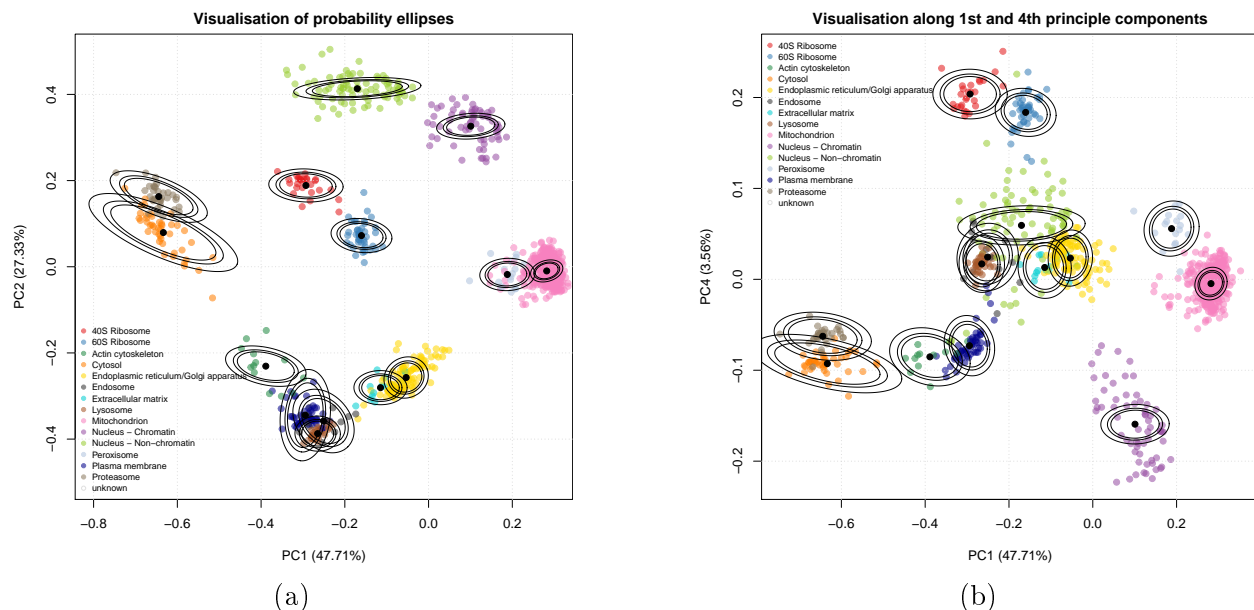 Visualisation of probability ellipses
PC2 (27.33%)
0.4
0.2
0.0
−0.2
−0.4
40S Ribosome
60S Ribosome
Actin cytoskeleton
Cytosol
Endoplasmic reticulum/Golgi apparatus
Endosome
Extracellular matrix
Lysosome
Mitochondrion
Nucleus − Chromatin
Nucleus − Non−chromatin
Peroxisome
Plasma membrane
Proteasome
unknown
−0.8 −0.6 −0.4 −0.2 0.0 0.2
PC1 (47.71%)
(a)
Visualisation along 1st and 4th principle components
PC4 (3.56%)
0.2
0.1
0.0
−0.1
−0.2
40S Ribosome
60S Ribosome
Actin cytoskeleton
Cytosol
Endoplasmic reticulum/Golgi apparatus
Endosome
Extracellular matrix
Lysosome
Mitochondrion
Nucleus − Chromatin
Nucleus − Non−chromatin
Peroxisome
Plasma membrane
Proteasome
unknown
−0.6 −0.4 −0.2 0.0 0.2
PC1 (47.71%)
(b)